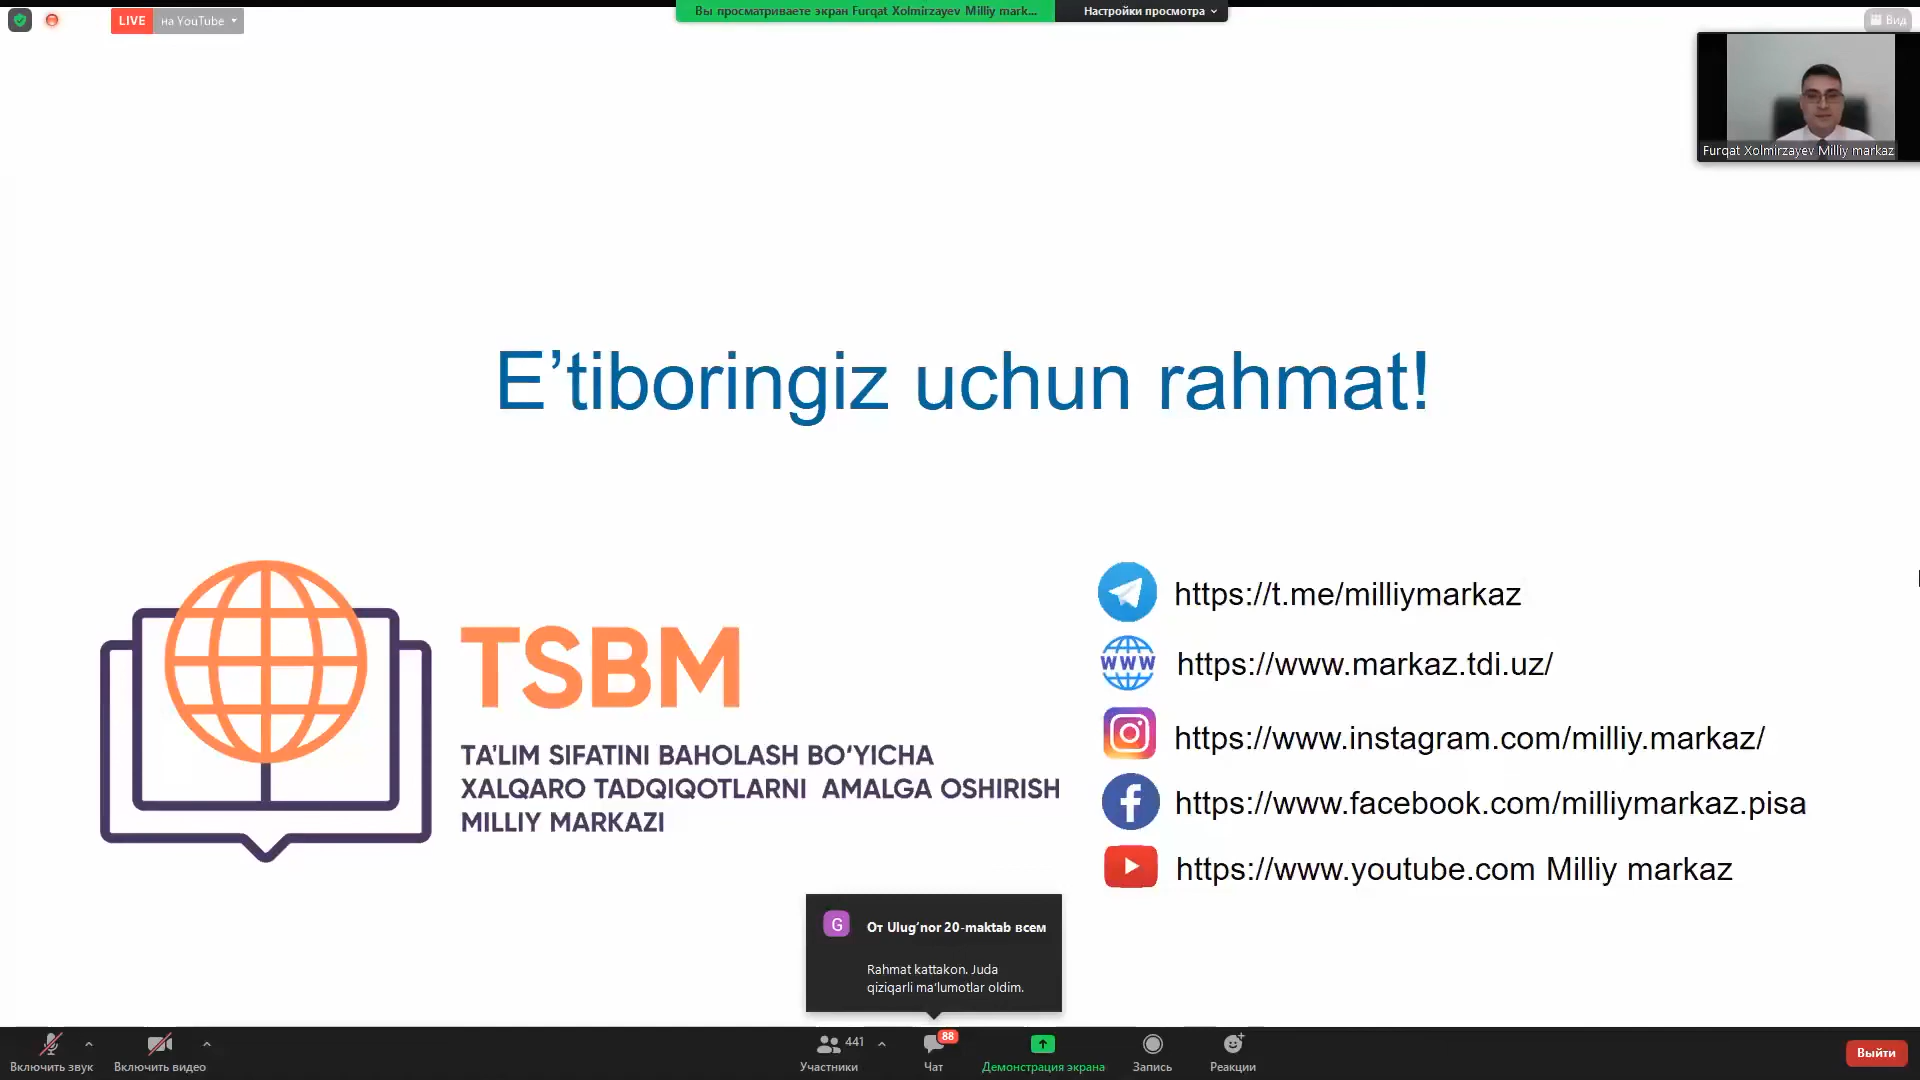 LIVE на YouTube
Вы просматриваете экран Furqat Xolmirzayev Milliy mark...
Настройки просмотра
Вид
Furqat Xolmirzayev Milliy markaz
E’tiboringiz uchun rahmat!
TSBM
TA'LIM SIFATINI BAHOLASH BO‘YICHA
XALQARO TADQIQOTLARNI AMALGA OSHIRISH
MILLIY MARKAZI
https://t.me/milliymarkaz
www
https://www.markaz.tdi.uz/
https://www.instagram.com/milliy.markaz/
https://www.facebook.com/milliymarkaz.pisa
https://www.youtube.com Milliy markaz
G
От Ulug‘nor 20-maktab всем
Rahmat kattakon. Juda
qiziqarli ma’lumotlar oldim.
Включить звук
Включить видео
441
Участники
88
Чат
Демонстрация экрана
Запись
Реакции
Выйти